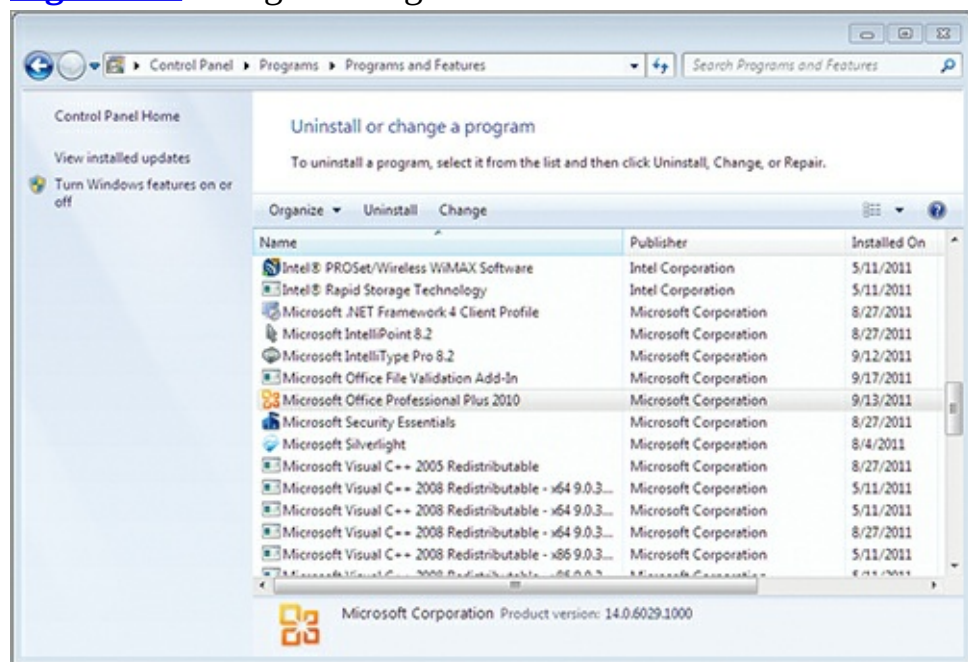 Control Panel ▸ Programs ▸ Programs and Features
Search Programs and Features
Control Panel Home
View installed updates
Turn Windows features on or
off
Uninstall or change a program
To uninstall a program, select it from the list and then click Uninstall, Change, or Repair.
Organize Uninstall Change
Name Publisher Installed On
Intel® PROSet/Wireless WiMAX Software Intel Corporation 5/11/2011
Intel® Rapid Storage Technology Intel Corporation 5/11/2011
Microsoft .NET Framework 4 Client Profile Microsoft Corporation 8/27/2011
Microsoft IntelliPoint 8.2 Microsoft Corporation 8/27/2011
Microsoft IntelliType Pro 8.2 Microsoft Corporation 9/12/2011
Microsoft Office File Validation Add-In Microsoft Corporation 9/17/2011
Microsoft Office Professional Plus 2010 Microsoft Corporation 9/13/2011
Microsoft Security Essentials Microsoft Corporation 8/27/2011
Microsoft Silverlight Microsoft Corporation 8/4/2011
Microsoft Visual C++ 2005 Redistributable Microsoft Corporation 8/27/2011
Microsoft Visual C++ 2008 Redistributable - x64 9.0.3... Microsoft Corporation 5/11/2011
Microsoft Visual C++ 2008 Redistributable - x64 9.0.3... Microsoft Corporation 5/11/2011
Microsoft Visual C++ 2008 Redistributable - x64 9.0.3... Microsoft Corporation 8/27/2011
Microsoft Visual C++ 2008 Redistributable - x86 9.0.3... Microsoft Corporation 5/11/2011
Microsoft Corporation Product version: 14.0.6029.1000